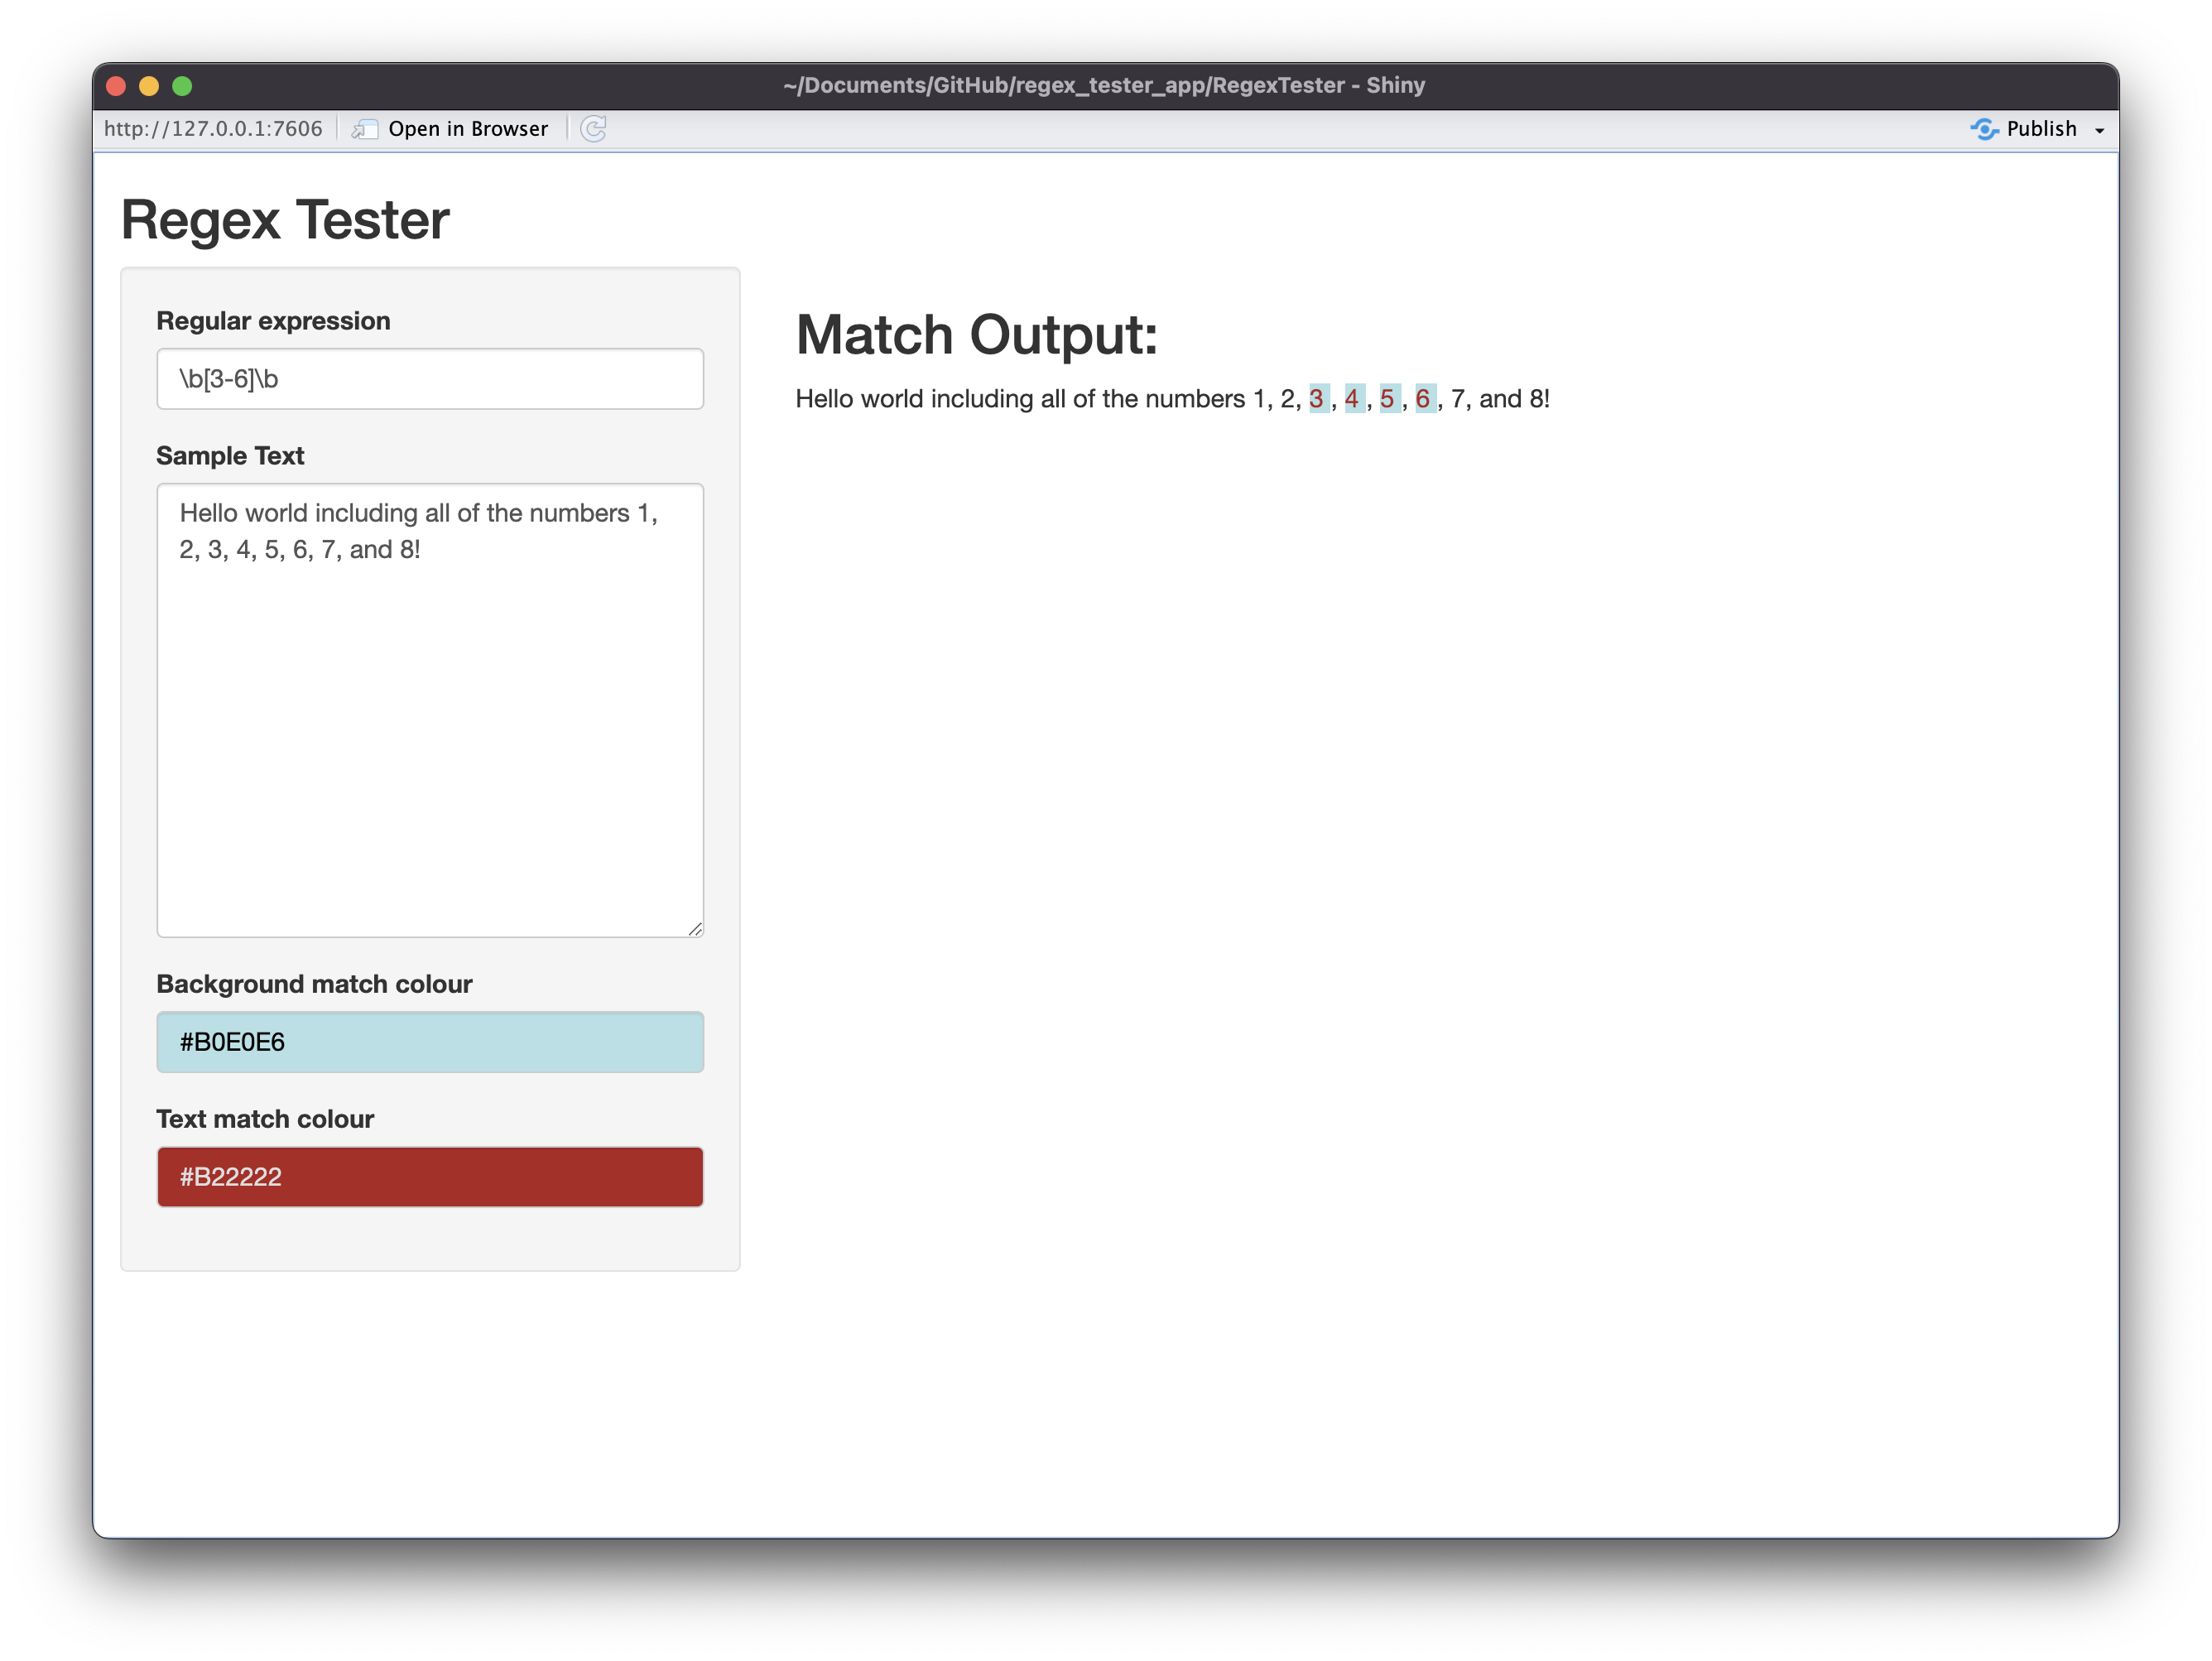 ~/Documents/GitHub/regex_tester_app/RegexTester - Shiny
http://127.0.0.1:7606 Open in Browser Publish
Regex Tester
Regular expression
\b[3-6]\b
Sample Text
Hello world including all of the numbers 1,
2, 3, 4, 5, 6, 7, and 8!
Background match colour
#B0E0E6
Text match colour
#B22222
Match Output:
Hello world including all of the numbers 1, 2, 3 , 4 , 5 , 6 , 7, and 8!